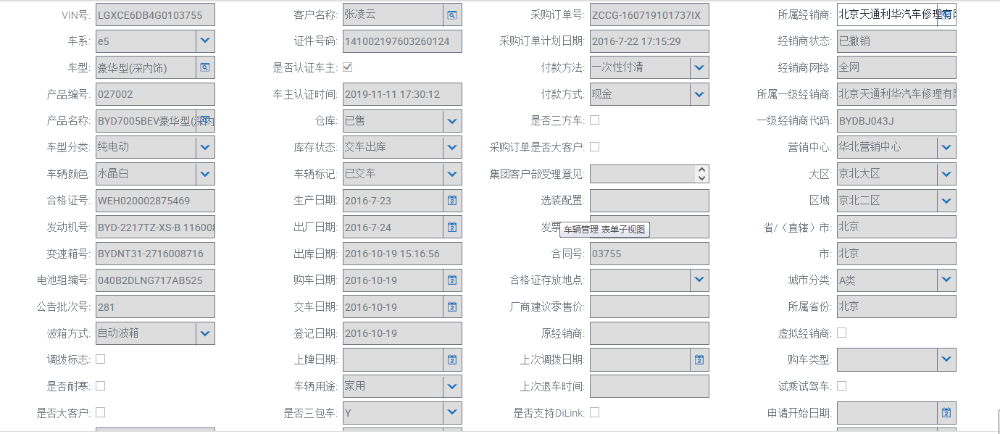 VIN号: LGXCE6DB4G0103755 客户名称: 张凌云 采购订单号: ZCCG-160719101737IX 所属经销商: 北京天通利华汽车修理有限
车系: e5 证件号码: 141002197603260124 采购订单计划日期: 2016-7-22 17:15:29 经销商状态: 已撤销
车型: 豪华型(深内饰) 是否认证车主: 付款方法: 一次性付清 经销商网络: 全网
产品编号: 027002 车主认证时间: 2019-11-11 17:30:12 付款方式: 现金 所属一级经销商: 北京天通利华汽车修理有限
产品名称: BYD7005BEV豪华型(深内 仓库: 已售 是否三方车: 一级经销商代码: BYDBJ043J
车型分类: 纯电动 库存状态: 交车出库 采购订单是否大客户: 营销中心: 华北营销中心
车辆颜色: 水晶白 车辆标记: 已交车 集团客户部受理意见: 大区: 京北大区
合格证号: WEH020002875469 生产日期: 2016-7-23 选装配置: 区域: 京北二区
发动机号: BYD-2217TZ-XS-B 116008 出厂日期: 2016-7-24 发票 车辆管理 表单子视图 省/（直辖）市: 北京
变速箱号: BYDNT31-2716008716 出库日期: 2016-10-19 15:16:56 合同号: 03755 市: 北京
电池组编号: 040B2DLNG717AB525 购车日期: 2016-10-19 合格证存放地点: 城市分类: A类
公告批次号: 281 交车日期: 2016-10-19 厂商建议零售价: 所属省份: 北京
波箱方式: 自动波箱 登记日期: 2016-10-19 原经销商: 虚拟经销商:
调拨标志: 上牌日期: 上次调拨日期: 购车类型:
是否耐寒: 车辆用途: 家用 上次退车时间: 试乘试驾车:
是否大客户: 是否三包车: Y 是否支持DiLink: 申请开始日期: